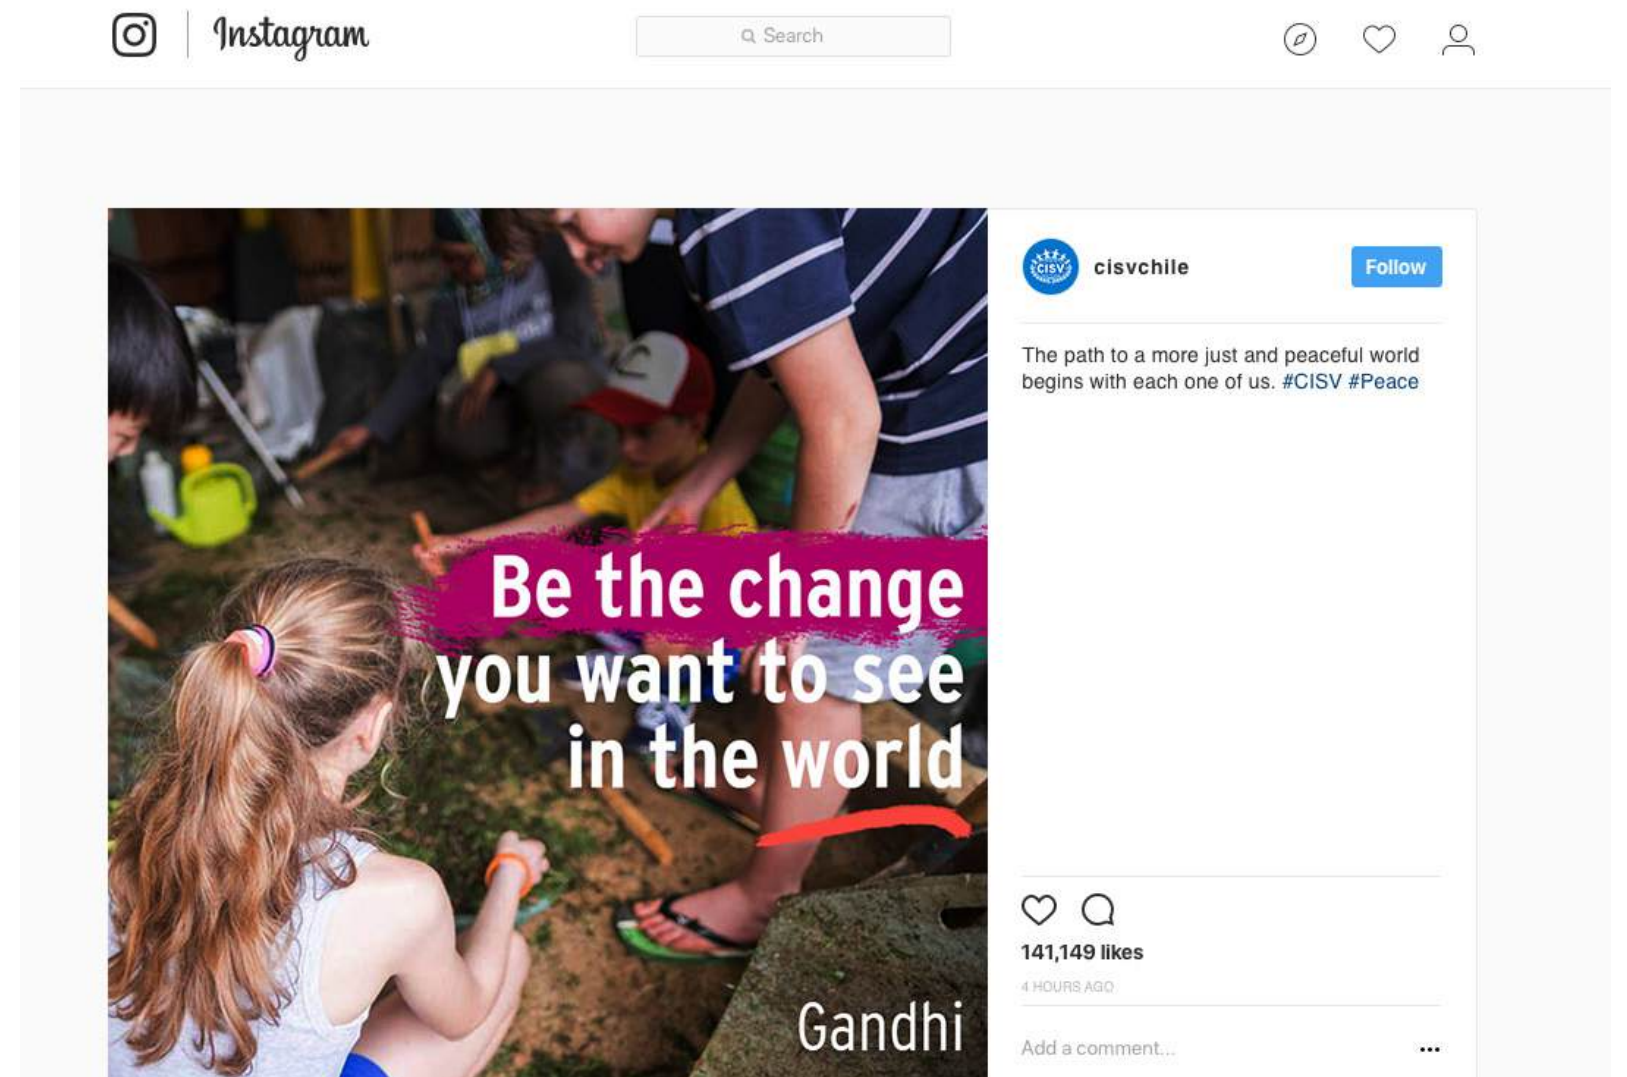 Instagram
Search
Be the change
you want to see
in the world
Gandhi
CISV
cisvchile
Follow
The path to a more just and peaceful world
begins with each one of us. #CISV #Peace
141,149 likes
4 HOURS AGO
Add a comment...